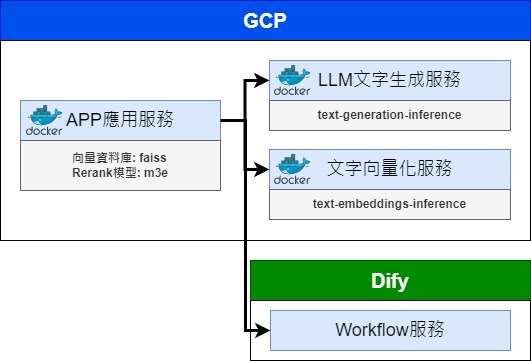 GCP
docker
APP應用服務
向量資料庫: faiss
Rerank模型: m3e
docker
LLM文字生成服務
text-generation-inference
docker
文字向量化服務
text-embeddings-inference
Dify
Workflow服務